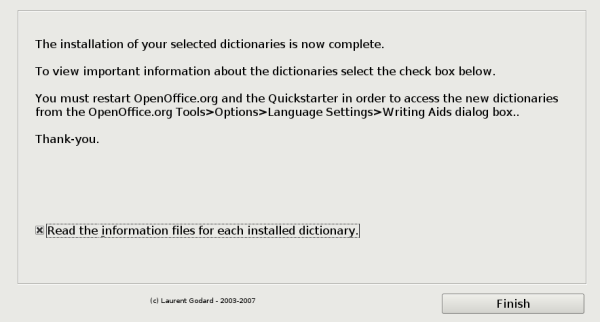 The installation of your selected dictionaries is now complete.
To view important information about the dictionaries select the check box below.
You must restart OpenOffice.org and the Quickstarter in order to access the new dictionaries
from the OpenOffice.org Tools>Options>Language Settings>Writing Aids dialog box..
Thank-you.
Read the information files for each installed dictionary.
(c) Laurent Godard - 2003-2007
Finish